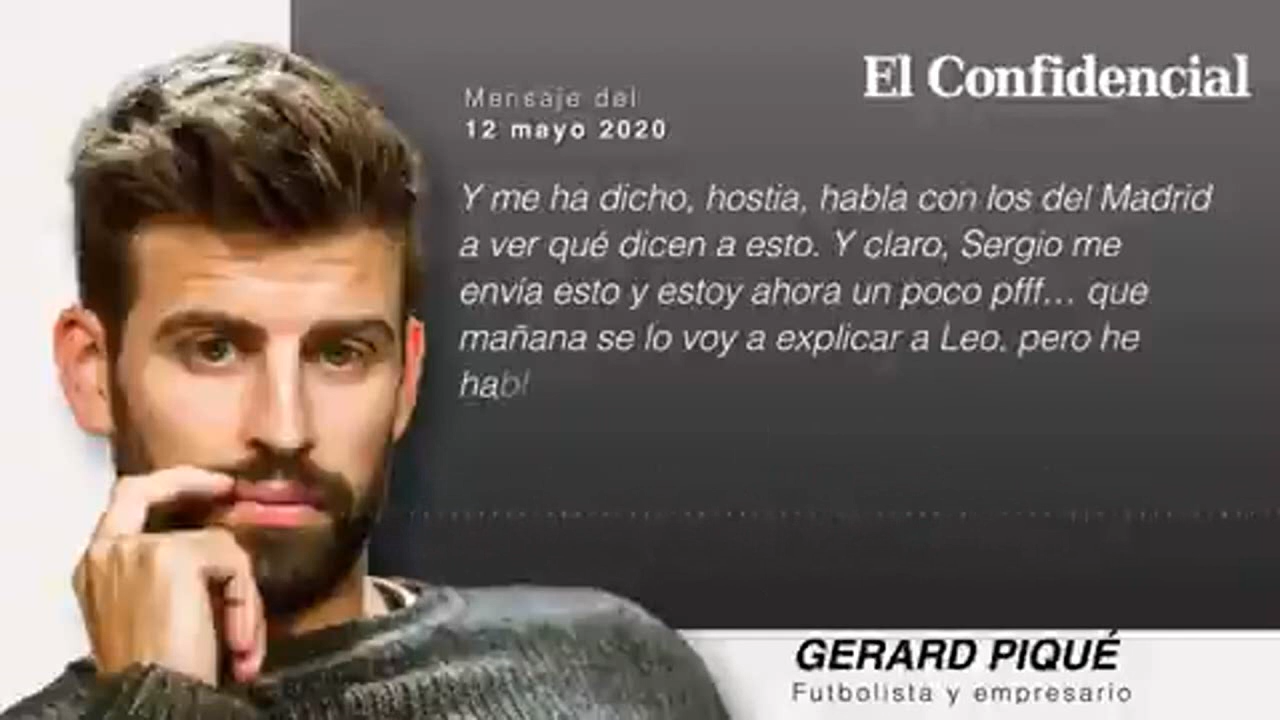 El Confidencial
Mensaje del
12 mayo 2020
Y me ha dicho, hostia, habla con los del Madrid
a ver qué dicen a esto. Y claro, Sergio me
envía esto y estoy ahora un poco pfff... que
mañana se lo voy a explicar a Leo, pero he
habl
GERARD PIQUÉ
Futbolista y empresario